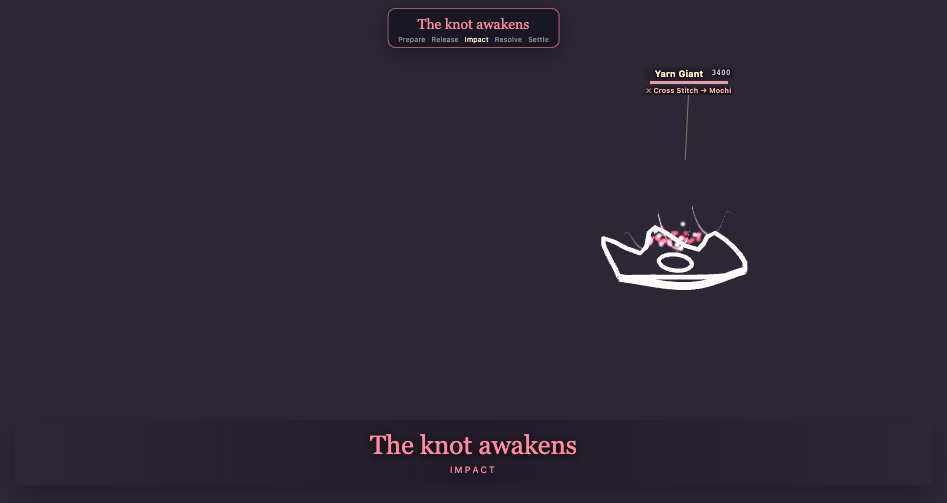 The knot awakens
Prepare Release Impact Resolve Settle
Yarn Giant 3400
× Cross Stitch → Mochi
The knot awakens
IMPACT